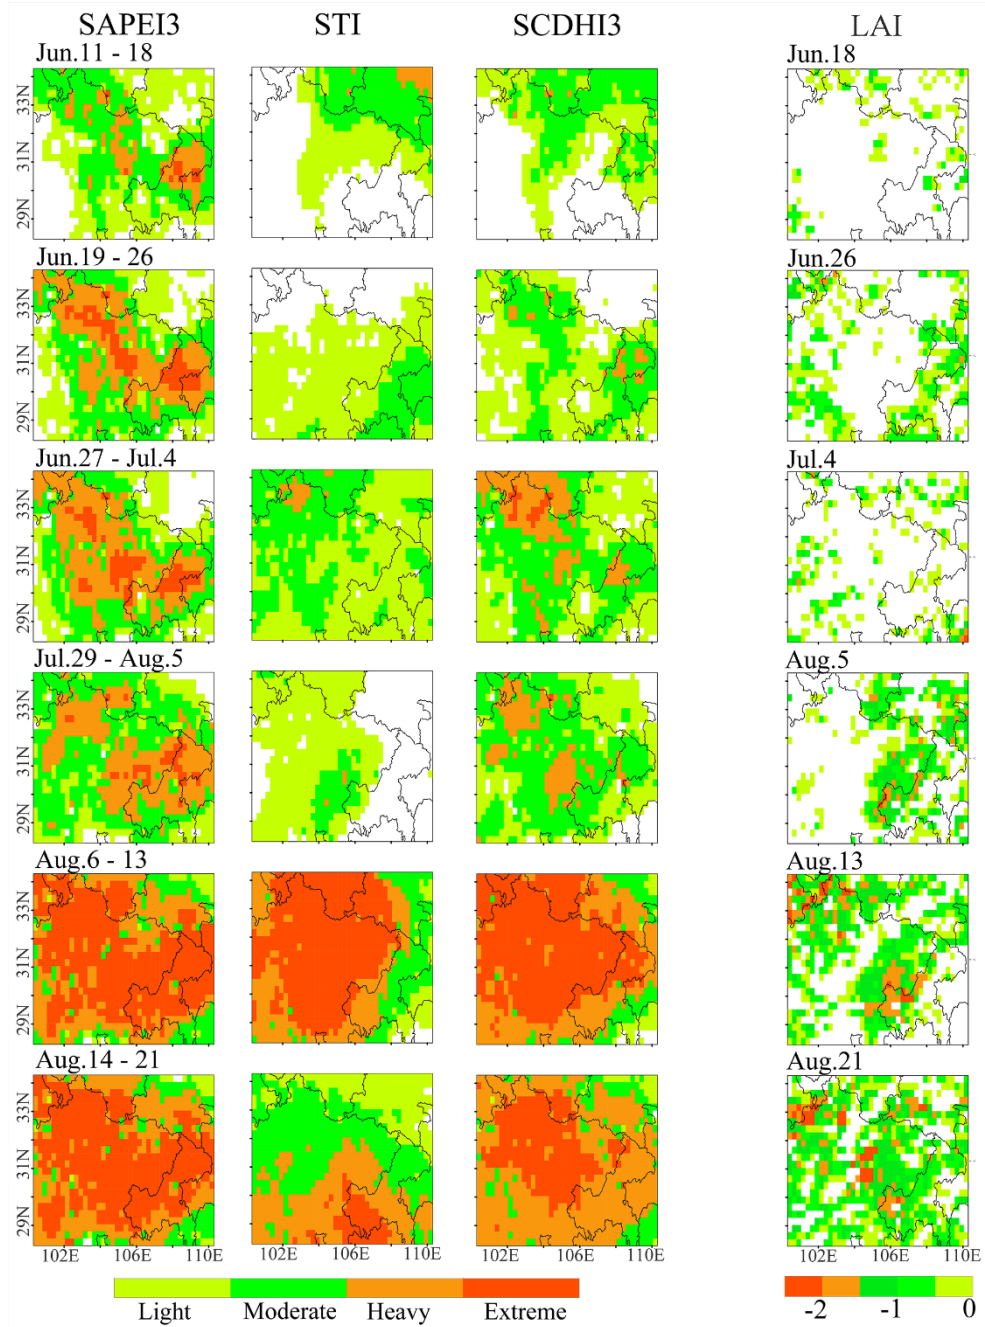 SAPEI3 STI SCDHI3 LAI
Jun.11 - 18 Jun.18
33N
31N
29N
Jun.19 - 26 Jun.26
33N
31N
29N
Jun.27 - Jul.4 Jul.4
33N
31N
29N
Jul.29 - Aug.5 Aug.5
33N
31N
29N
Aug.6 - 13 Aug.13
33N
31N
29N
Aug.14 - 21 Aug.21
33N
31N
29N
102E 106E 110E 102E 106E 110E 102E 106E 110E 102E 106E 110E
Light Moderate Heavy Extreme -2 -1 0